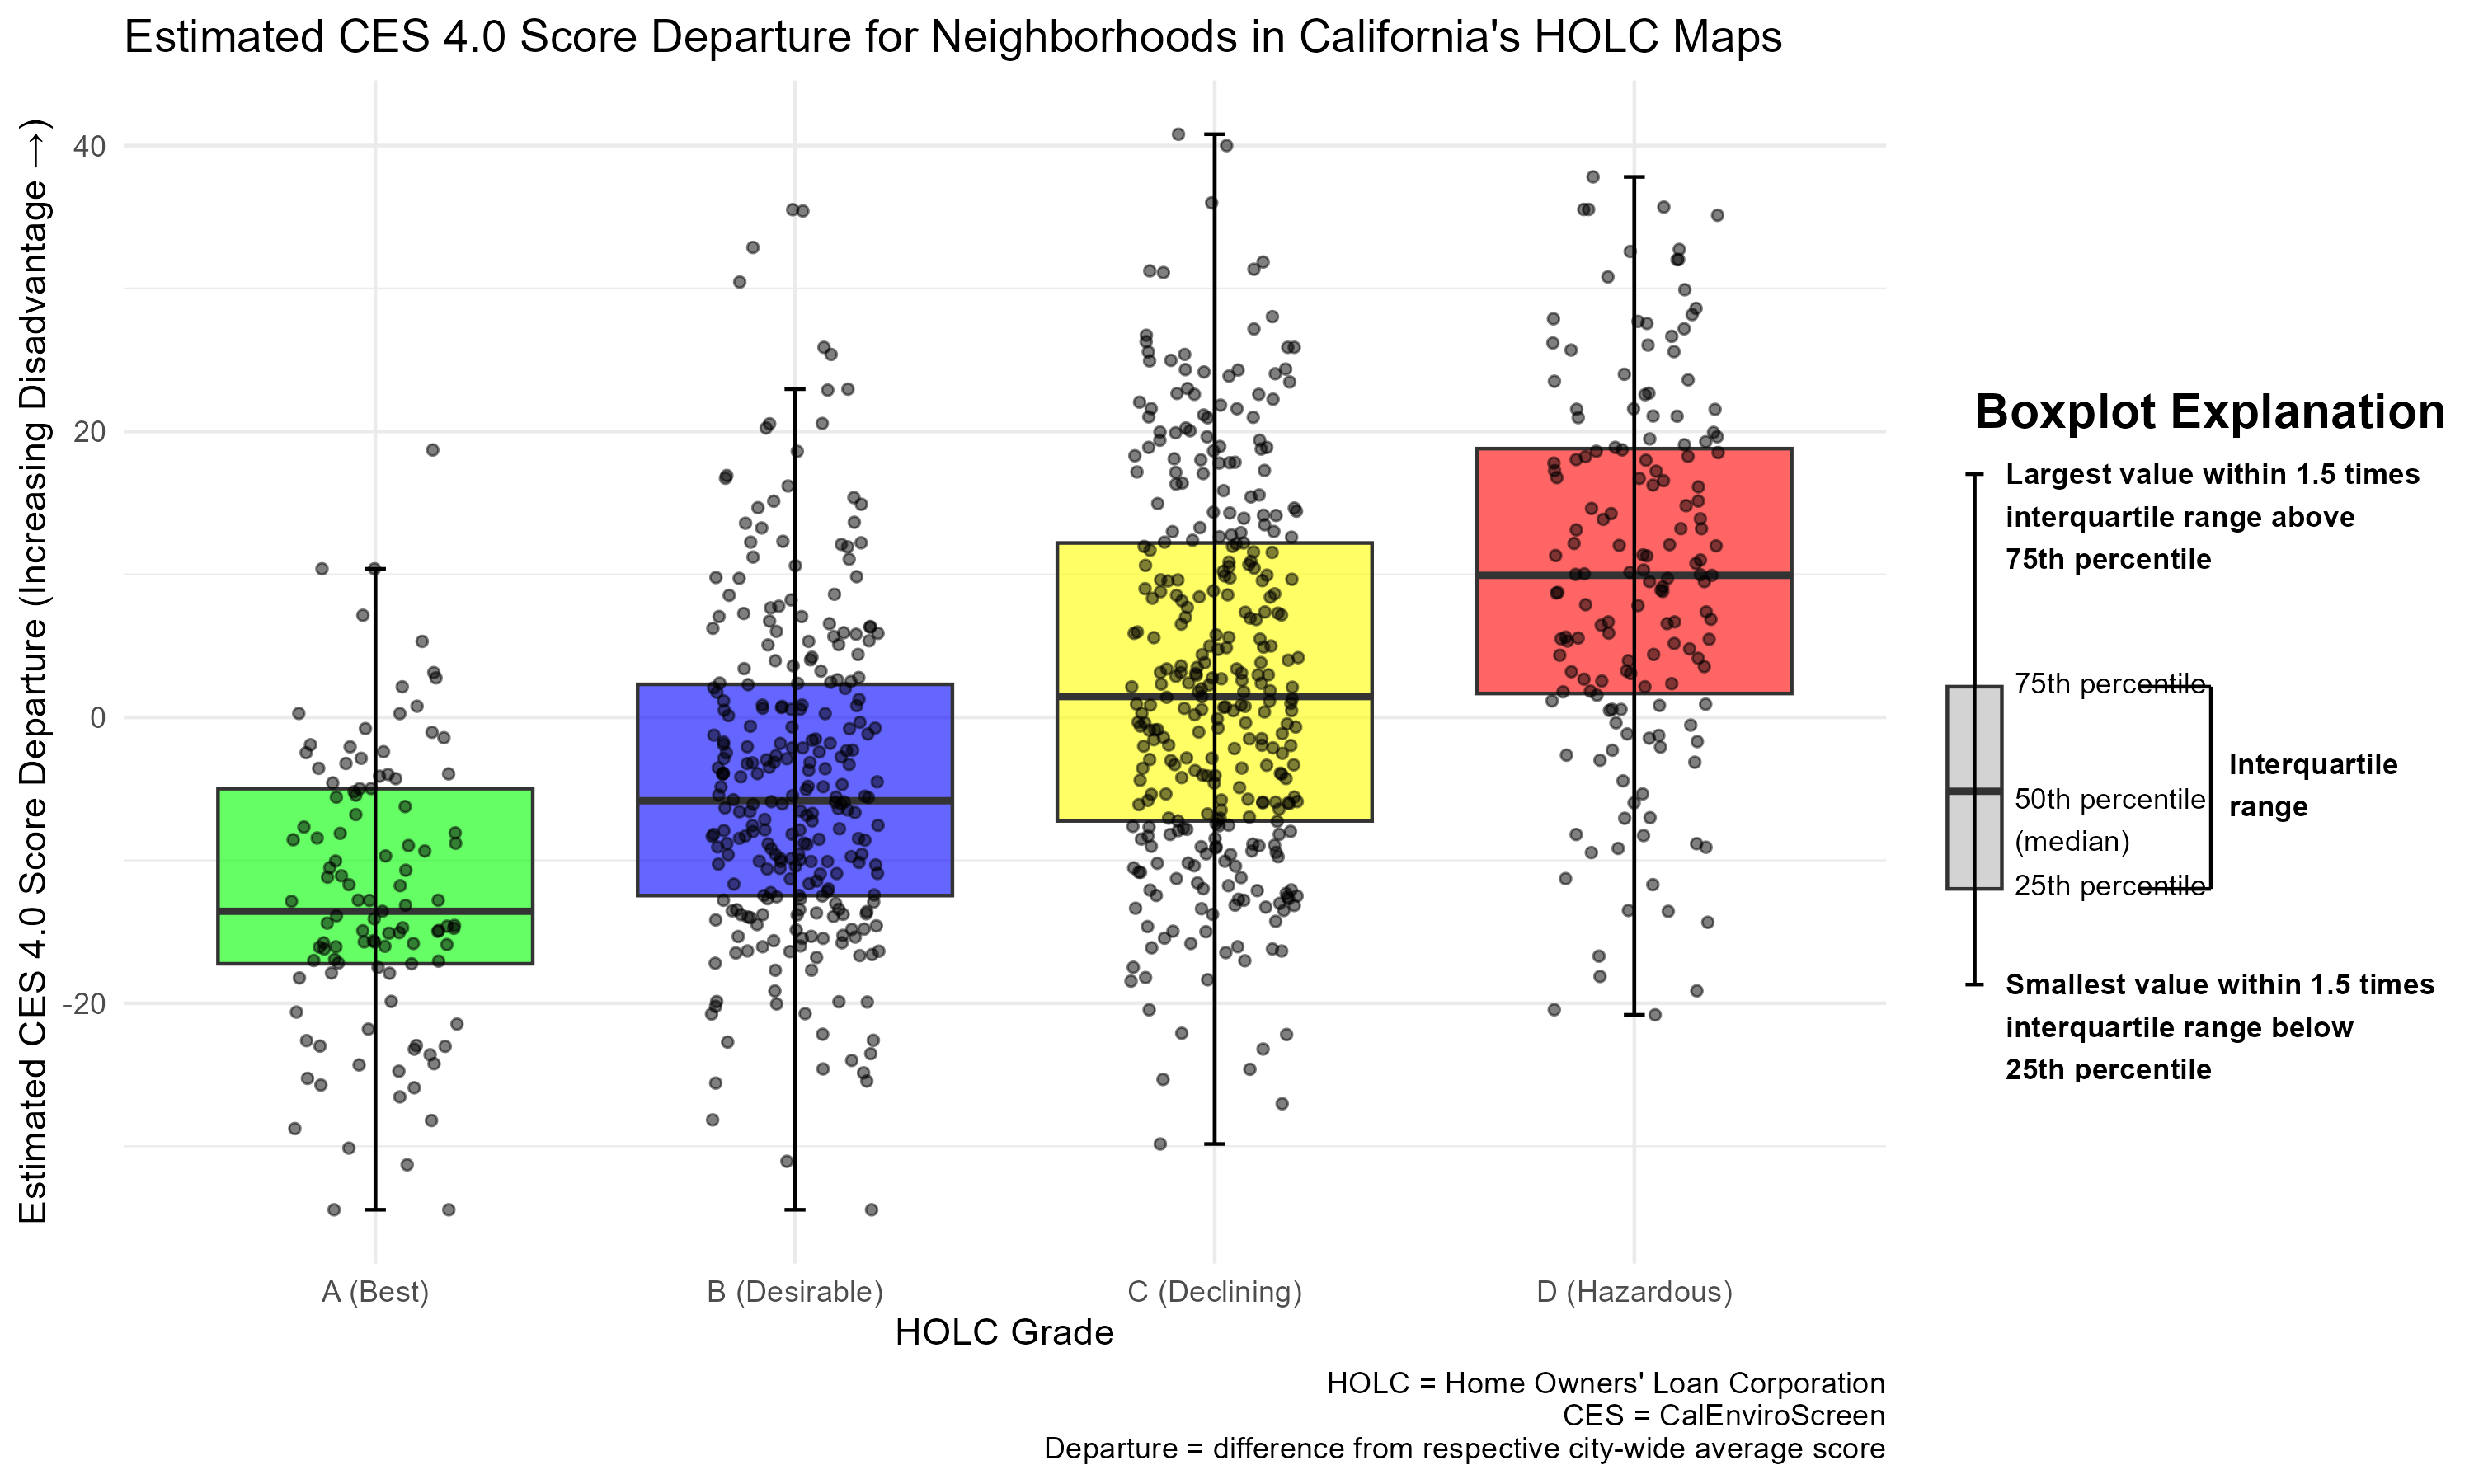 Estimated CES 4.0 Score Departure for Neighborhoods in California's HOLC Maps
Estimated CES 4.0 Score Departure (Increasing Disadvantage →)
40
20
0
-20
A (Best)
B (Desirable)
C (Declining)
D (Hazardous)
HOLC Grade
HOLC = Home Owners' Loan Corporation
CES = CalEnviroScreen
Departure = difference from respective city-wide average score
Boxplot Explanation
Largest value within 1.5 times
interquartile range above
75th percentile
75th percentile
Interquartile
range
50th percentile
(median)
25th percentile
Smallest value within 1.5 times
interquartile range below
25th percentile